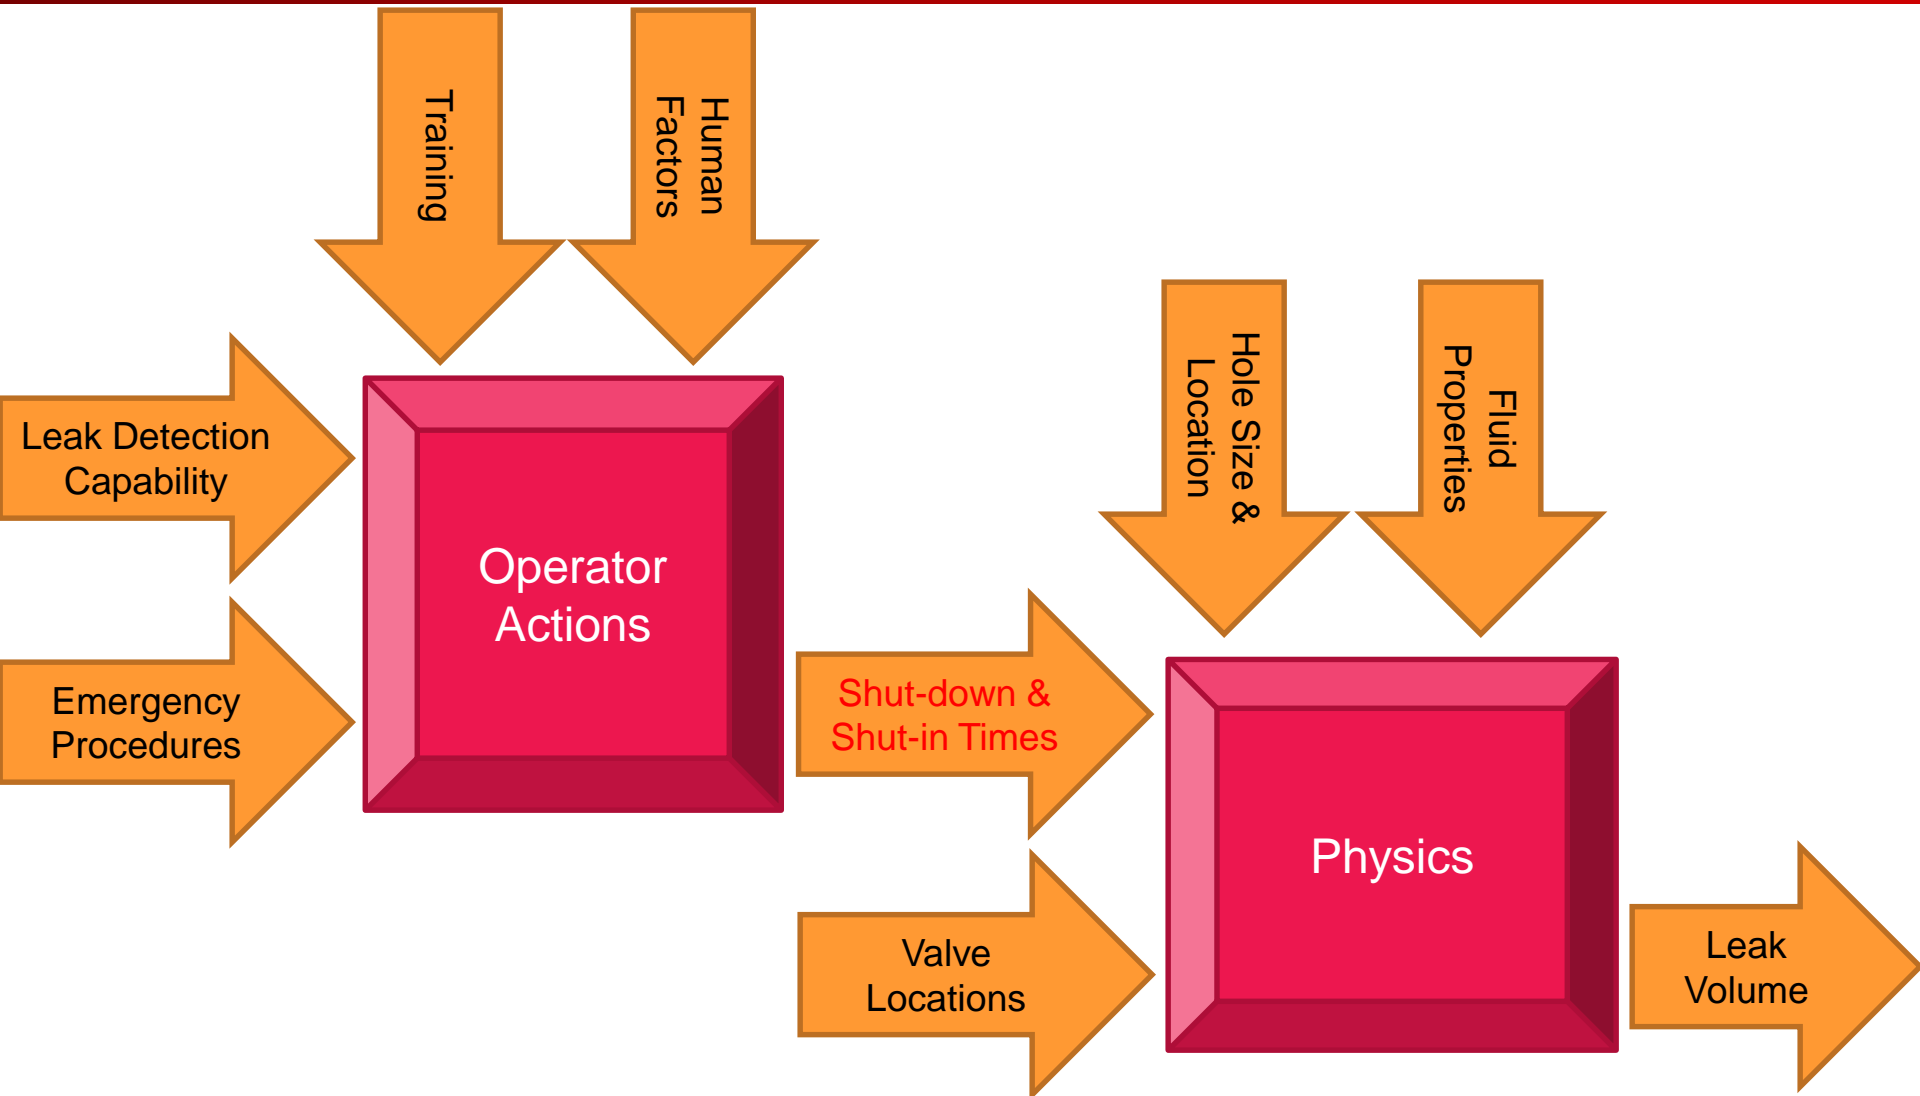 Training
Human
Factors
Leak Detection
Capability
Emergency
Procedures
Operator
Actions
Hole Size &
Location
Fluid
Properties
Shut-down &
Shut-in Times
Valve
Locations
Physics
Leak
Volume